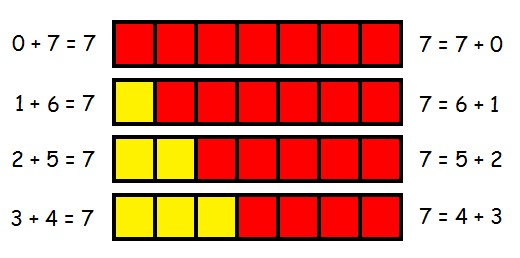 0 + 7 = 7 7 = 7 + 0
1 + 6 = 7 7 = 6 + 1
2 + 5 = 7 7 = 5 + 2
3 + 4 = 7 7 = 4 + 3